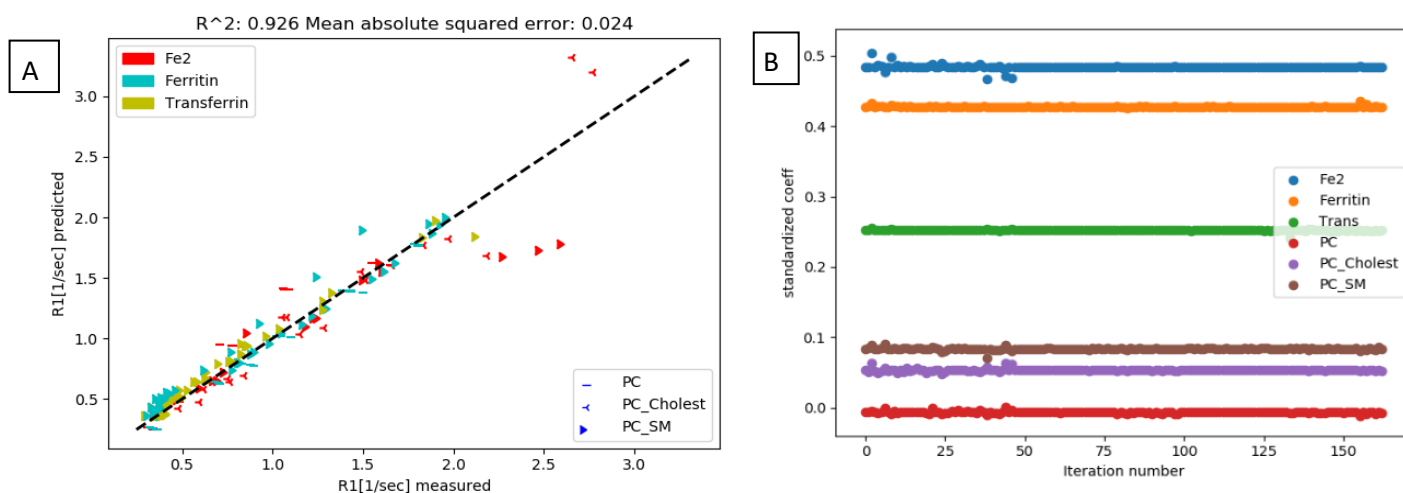 R^2: 0.926 Mean absolute squared error: 0.024
A
Fe2
Ferritin
Transferrin
3.0
2.5
2.0
1.5
1.0
0.5
R1[1/sec] predicted
PC
PC_Cholest
PC_SM
0.5 1.0 1.5 2.0 2.5 3.0
R1[1/sec] measured
B
0.5
0.4
0.3
0.2
0.1
0.0
standardized coeff
Fe2
Ferritin
Trans
PC
PC_Cholest
PC_SM
0 25 50 75 100 125 150
Iteration number